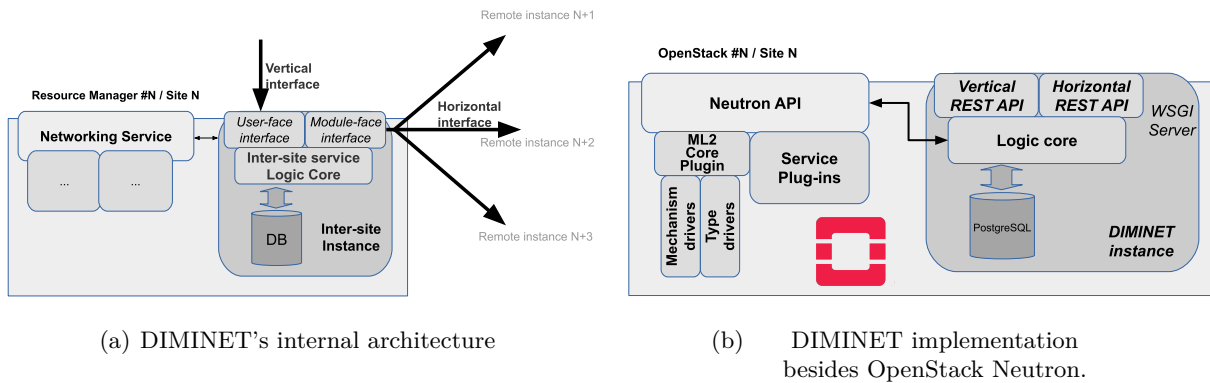 Remote instance N+1
Vertical
interface
Resource Manager #N / Site N
Horizontal
interface
User-face
interface
Module-face
interface
Networking Service
Remote instance N+2
Inter-site service
Logic Core
...
...
DB
Inter-site
Instance
Remote instance N+3
(a) DIMINET's internal architecture
OpenStack #N / Site N
Neutron API
Vertical
REST API
Horizontal
REST API
WSGI
Server
Logic core
ML2
Core
Plugin
Service
Plug-ins
Mechanism
drivers
Type
drivers
PostgreSQL
DIMINET
instance
(b) DIMINET implementation
besides OpenStack Neutron.